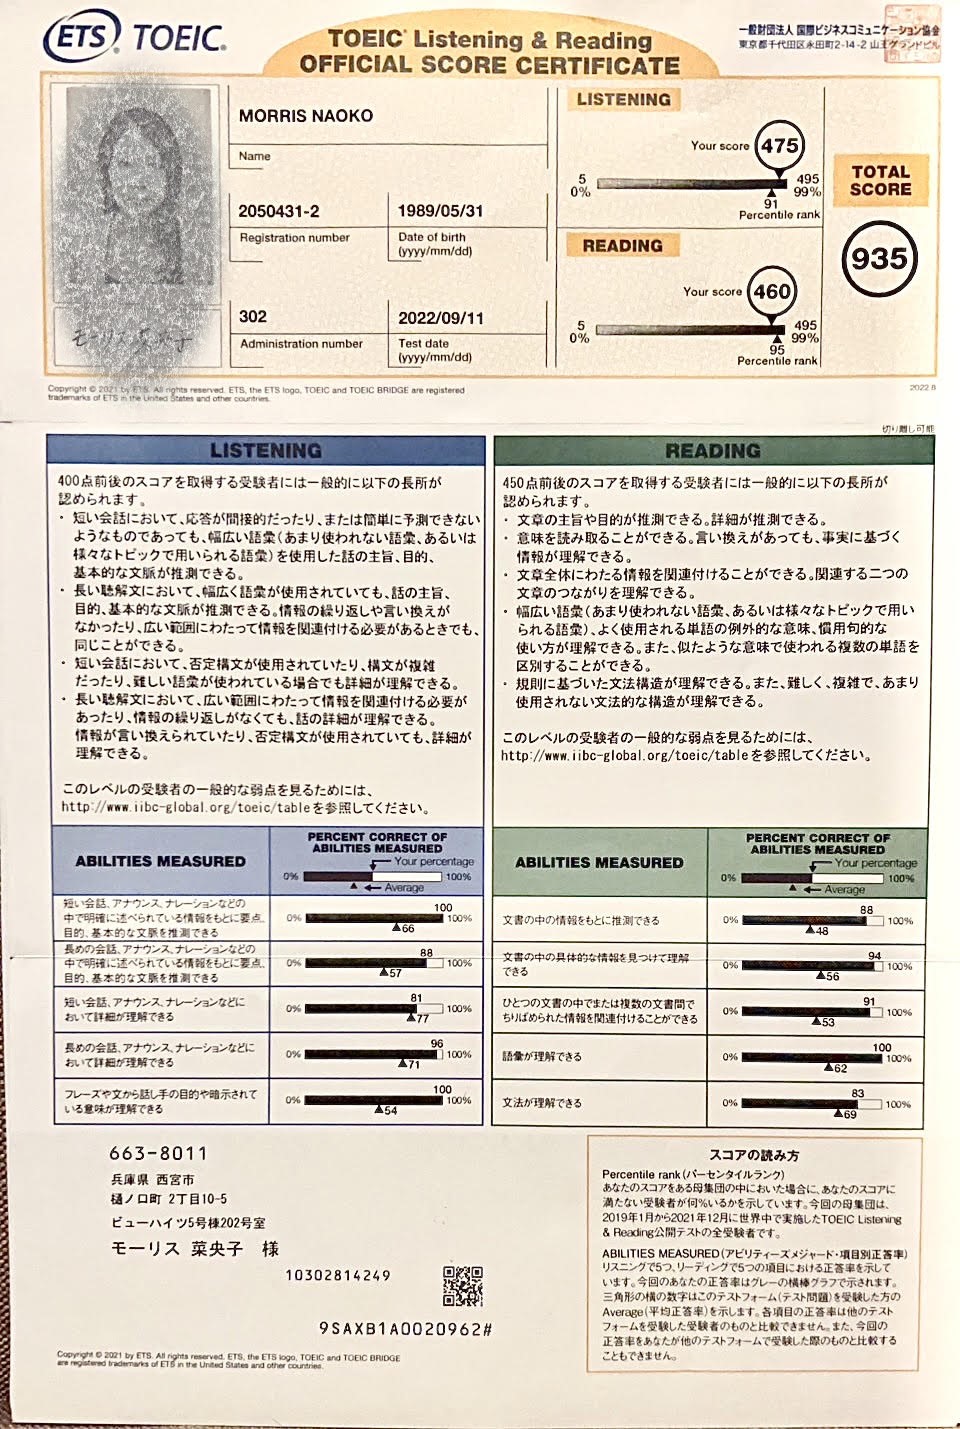 ETS TOEIC
TOEIC® Listening & Reading
OFFICIAL SCORE CERTIFICATE
一般財団法人 国際ビジネスコミュニケーション協会
東京都千代田区永田町2-14-2 山王グランドビル
MORRIS NAOKO
Name
2050431-2
Registration number
1989/05/31
Date of birth
(yyyy/mm/dd)
302
Administration number
2022/09/11
Test date
(yyyy/mm/dd)
モーリス 菜央子
LISTENING
Your score 475
5 495
0% 99%
91
Percentile rank
READING
Your score 460
5 495
0% 99%
95
Percentile rank
TOTAL
SCORE
935
Copyright © 2021 by ETS. All rights reserved. ETS, the ETS logo, TOEIC and TOEIC BRIDGE are registered
trademarks of ETS in the United States and other countries.
2022.8
切り離し可能
LISTENING
400点前後のスコアを取得する受験者には一般的に以下の長所が
認められます。
・ 短い会話において、応答が間接的だったり、または簡単に予測できない
ようなものであっても、幅広い語彙(あまり使われない語彙、あるいは
様々なトピックで用いられる語彙)を使用した話の主旨、目的、
基本的な文脈が推測できる。
・ 長い聴解文において、幅広く語彙が使用されていても、話の主旨、
目的、基本的な文脈が推測できる。情報の繰り返しや言い換えが
なかったり、広い範囲にわたって情報を関連付ける必要があるときでも、
同じことができる。
・ 短い会話において、否定構文が使用されていたり、構文が複雑
だったり、難しい語彙が使われている場合でも詳細が理解できる。
・ 長い聴解文において、広い範囲にわたって情報を関連付ける必要が
あったり、情報の繰り返しがなくても、話の詳細が理解できる。
情報が言い換えられていたり、否定構文が使用されていても、詳細が
理解できる。
このレベルの受験者の一般的な弱点を見るためには、
http://www.iibc-global.org/toeic/tableを参照してください。
READING
450点前後のスコアを取得する受験者には一般的に以下の長所が
認められます。
・ 文章の主旨や目的が推測できる。詳細が推測できる。
・ 意味を読み取ることができる。言い換えがあっても、事実に基づく
情報が理解できる。
・ 文章全体にわたる情報を関連付けることができる。関連する二つの
文章のつながりを理解できる。
・ 幅広い語彙(あまり使われない語彙、あるいは様々なトピックで用い
られる語彙)、よく使用される単語の例外的な意味、慣用句的な
使い方が理解できる。また、似たような意味で使われる複数の単語を
区別することができる。
・ 規則に基づいた文法構造が理解できる。また、難しく、複雑で、あまり
使用されない文法的な構造が理解できる。
このレベルの受験者の一般的な弱点を見るためには、
http://www.iibc-global.org/toeic/tableを参照してください。
ABILITIES MEASURED
PERCENT CORRECT OF
ABILITIES MEASURED
Your percentage
0% 100%
Average
短い会話、アナウンス、ナレーションなどの
中で明確に述べられている情報をもとに要点、
目的、基本的な文脈を推測できる
0% 100 100%
66
長めの会話、アナウンス、ナレーションなどの
中で明確に述べられている情報をもとに要点、
目的、基本的な文脈を推測できる
0% 88 100%
57
短い会話、アナウンス、ナレーションなどに
おいて詳細が理解できる
0% 81 100%
77
長めの会話、アナウンス、ナレーションなどに
おいて詳細が理解できる
0% 96 100%
71
フレーズや文から話し手の目的や暗示されて
いる意味が理解できる
0% 100 100%
54
ABILITIES MEASURED
PERCENT CORRECT OF
ABILITIES MEASURED
Your percentage
0% 100%
Average
文書の中の情報をもとに推測できる
0% 88 100%
48
文書の中の具体的な情報を見つけて理解
できる
0% 94 100%
56
ひとつの文書の中でまたは複数の文書間で
ちりばめられた情報を関連付けることができる
0% 91 100%
53
語彙が理解できる
0% 100 100%
62
文法が理解できる
0% 83 100%
69
663-8011
兵庫県 西宮市
樋ノ口町 2丁目10-5
ビューハイツ5号棟202号室
モーリス 菜央子 様
10302814249
9SAXB1A0020962#
Copyright © 2021 by ETS. All rights reserved. ETS, the ETS logo, TOEIC and TOEIC BRIDGE
are registered trademarks of ETS in the United States and other countries.
スコアの読み方
Percentile rank(パーセンタイルランク)
あなたのスコアをある母集団の中においた場合に、あなたのスコアに
満たない受験者が何%いるかを示しています。今回の母集団は、
2019年1月から2021年12月に世界中で実施したTOEIC Listening
& Reading公開テストの全受験者です。
ABILITIES MEASURED(アビリティーズメジャード・項目別正答率)
リスニングで5つ、リーディングで5つの項目における正答率を示して
います。今回のあなたの正答率はグレーの横棒グラフで示されます。
三角形の横の数字はこのテストフォーム(テスト問題)を受験した方の
Average(平均正答率)を示します。各項目の正答率は他のテスト
フォームを受験した受験者のものと比較できません。また、今回の
正答率をあなたが他のテストフォームで受験した際のものと比較する
こともできません。